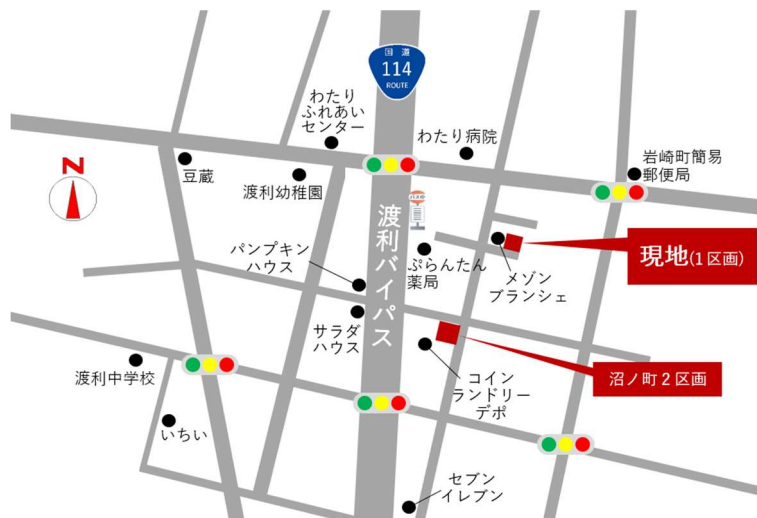 国道
114
ROUTE
わたり
ふれあい
センター
わたり病院
岩崎町簡易
郵便局
豆蔵
渡利幼稚園
N
渡利バイパス
現地(1区画)
パンプキン
ハウス
ぷらんたん
薬局
メゾン
ブランシェ
サラダ
ハウス
渡利中学校
コイン
ランドリー
デポ
沼ノ町2区画
いちい
セブン
イレブン